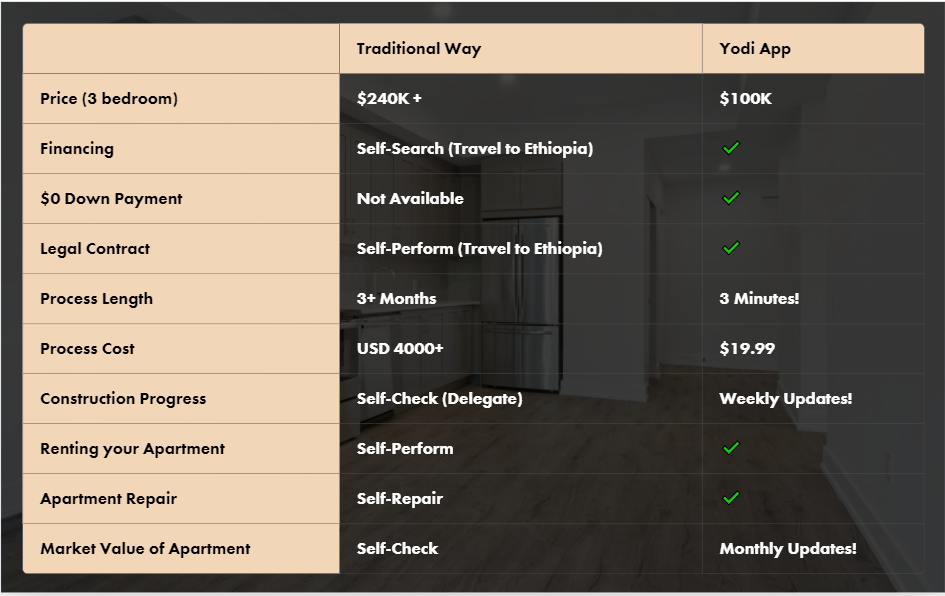 Traditional Way Yodi App
Price (3 bedroom) $240K + $100K
Financing Self-Search (Travel to Ethiopia) ✓
$0 Down Payment Not Available ✓
Legal Contract Self-Perform (Travel to Ethiopia) ✓
Process Length 3+ Months 3 Minutes!
Process Cost USD 4000+ $19.99
Construction Progress Self-Check (Delegate) Weekly Updates!
Renting your Apartment Self-Perform ✓
Apartment Repair Self-Repair ✓
Market Value of Apartment Self-Check Monthly Updates!